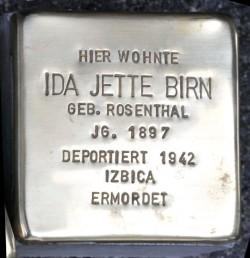 HIER WOHNTE
IDA JETTE BIRN
GEB. ROSENTHAL
JG. 1897
DEPORTIERT 1942
IZBICA
ERMORDET